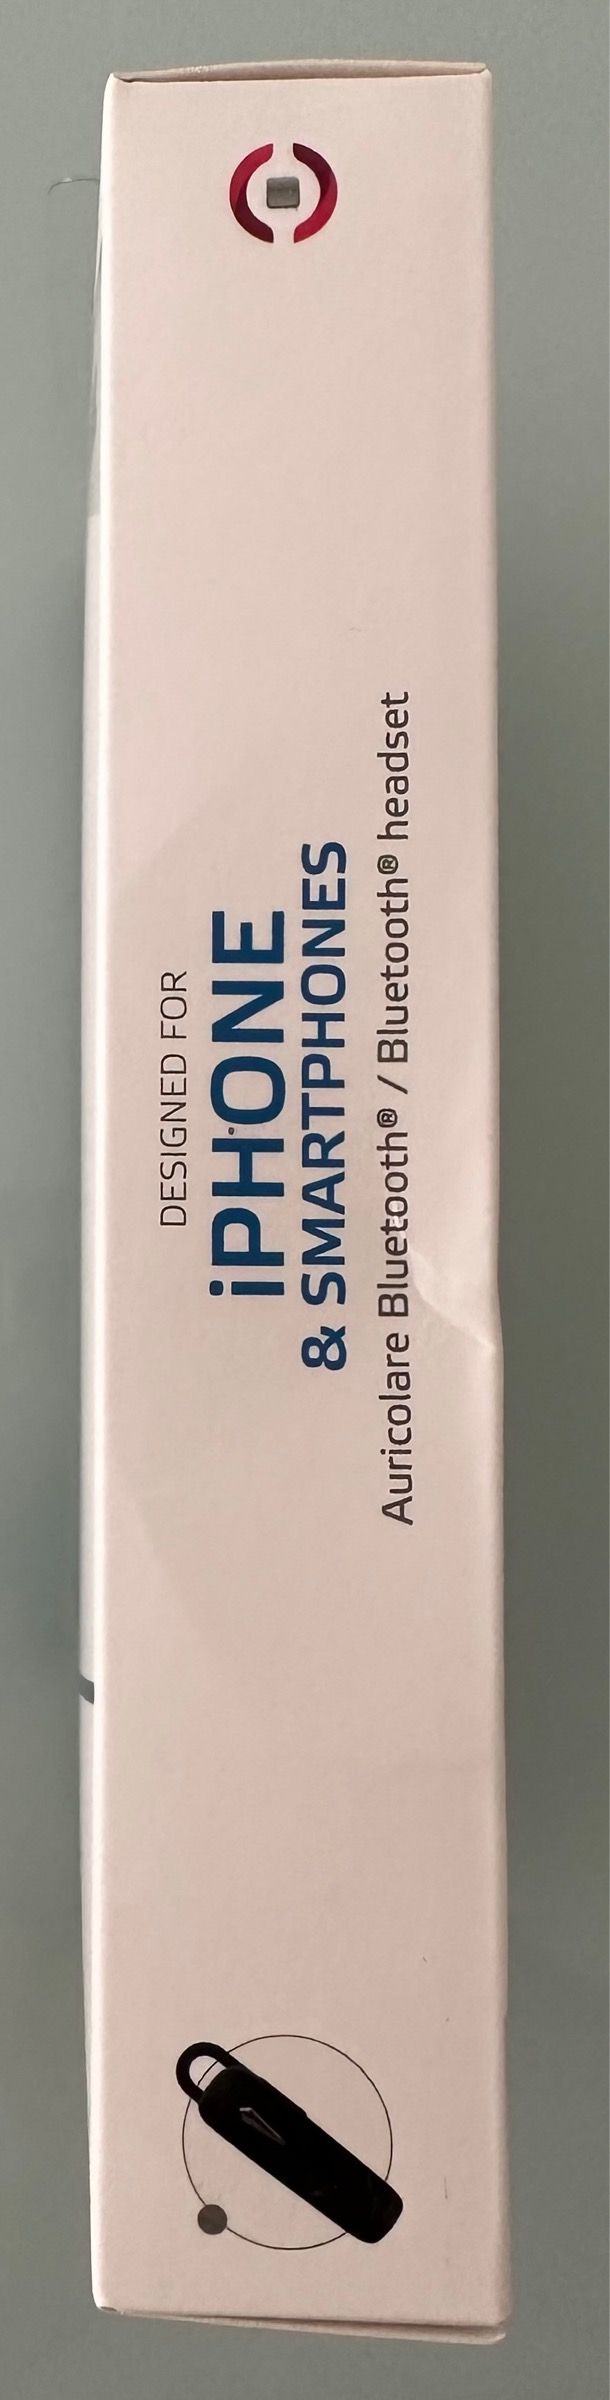 DESIGNED FOR
iPHONE
& SMARTPHONES
Auricolare Bluetooth® / Bluetooth® headset